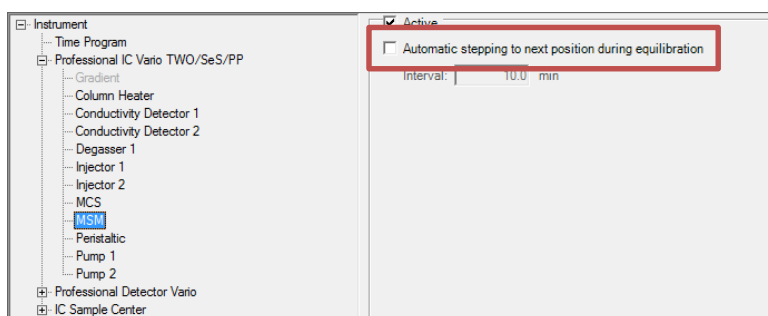 Instrument
Time Program
Professional IC Vario TWO/SeS/PP
Gradient
Column Heater
Conductivity Detector 1
Conductivity Detector 2
Degasser 1
Injector 1
Injector 2
MCS
MSM
Peristaltic
Pump 1
Pump 2
Professional Detector Vario
IC Sample Center
Active
Automatic stepping to next position during equilibration
Interval: 10.0 min